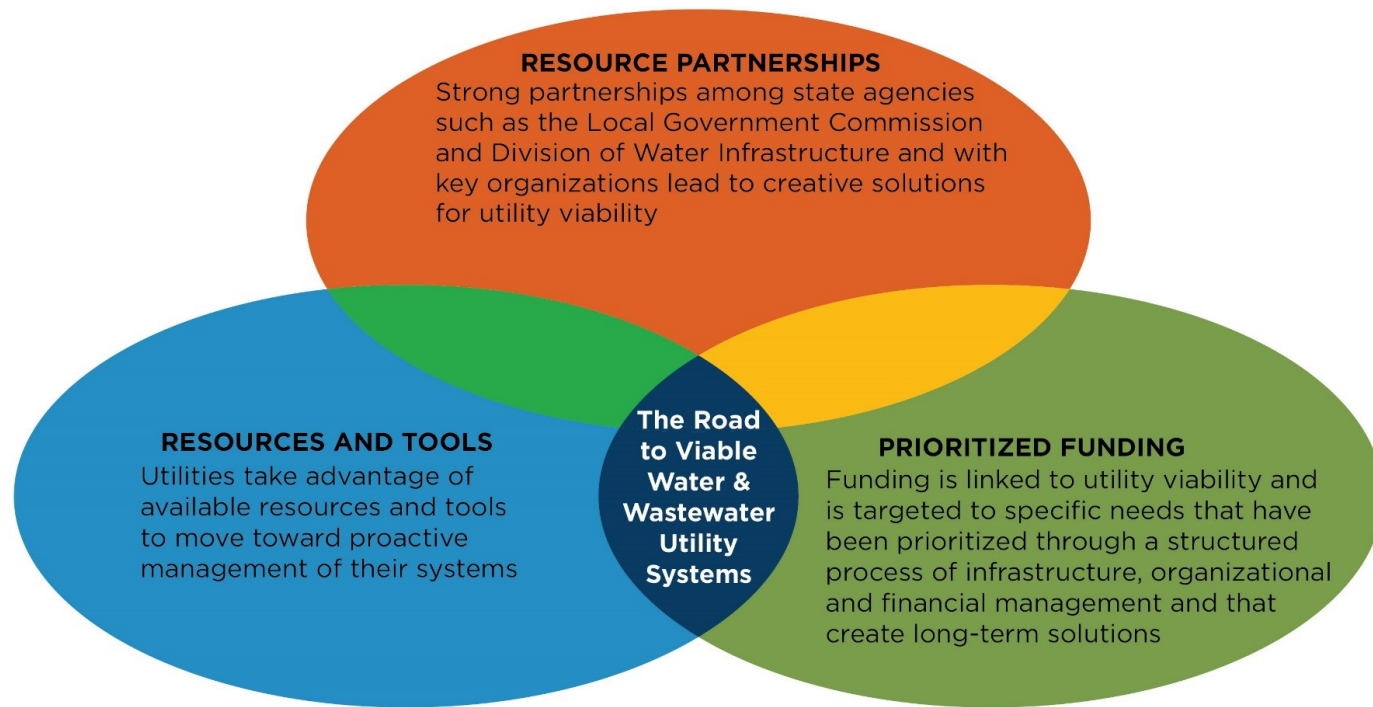 RESOURCE PARTNERSHIPS
Strong partnerships among state agencies
such as the Local Government Commission
and Division of Water Infrastructure and with
key organizations lead to creative solutions
for utility viability
RESOURCES AND TOOLS
Utilities take advantage of
available resources and tools
to move toward proactive
management of their systems
The Road
to Viable
Water &
Wastewater
Utility
Systems
PRIORITIZED FUNDING
Funding is linked to utility viability and
is targeted to specific needs that have
been prioritized through a structured
process of infrastructure, organizational
and financial management and that
create long-term solutions